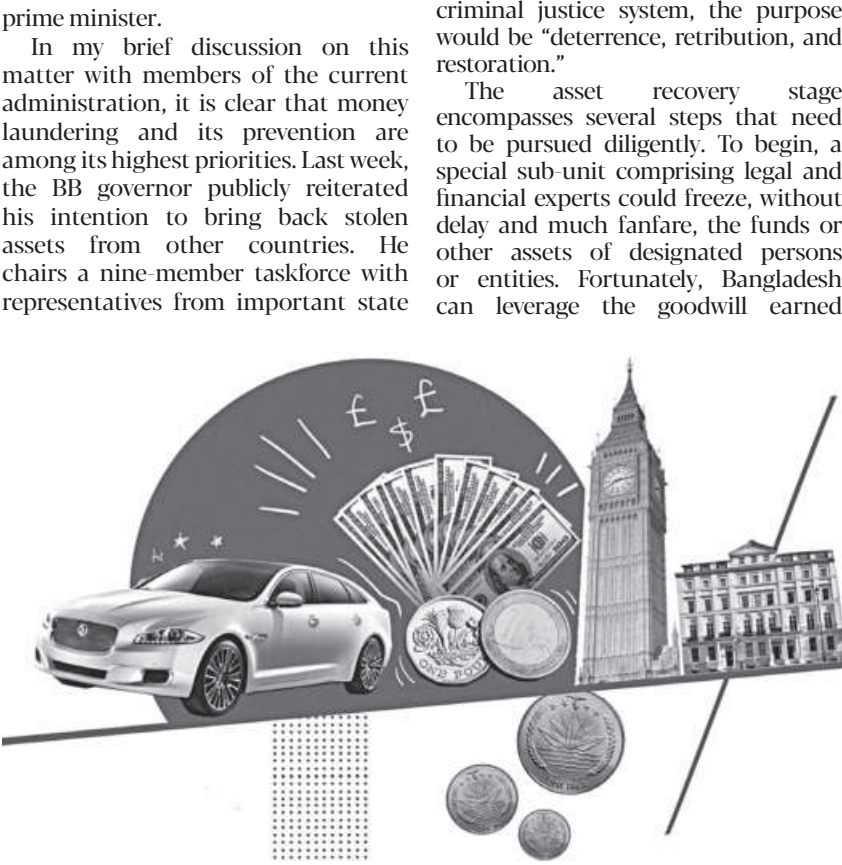 prime minister.
In my brief discussion on this
matter with members of the current
administration, it is clear that money
laundering and its prevention are
among its highest priorities. Last week,
the BB governor publicly reiterated
his intention to bring back stolen
assets from other countries. He
chairs a nine-member taskforce with
representatives from important state
criminal justice system, the purpose
would be “deterrence, retribution, and
restoration.”
The asset recovery stage
encompasses several steps that need
to be pursued diligently. To begin, a
special sub-unit comprising legal and
financial experts could freeze, without
delay and much fanfare, the funds or
other assets of designated persons
or entities. Fortunately, Bangladesh
can leverage the goodwill earned
£ $ £
100
ONE POU